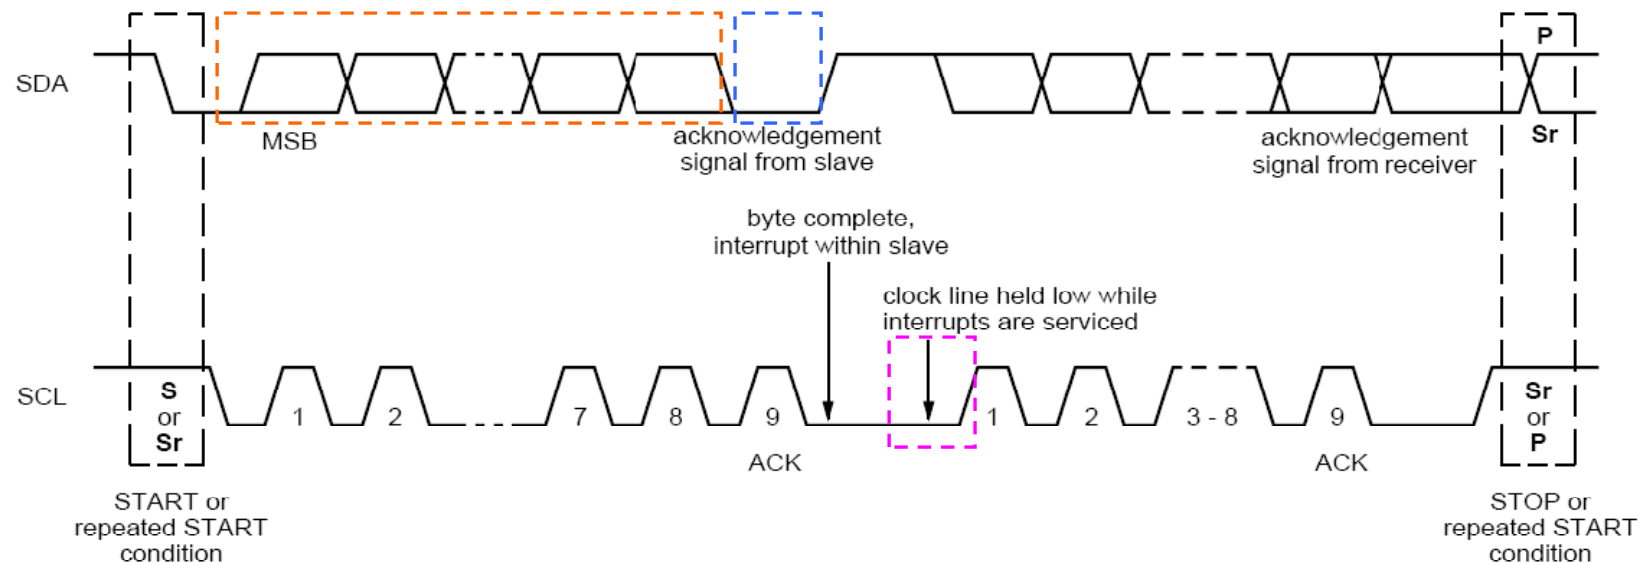 P
SDA
MSB
acknowledgement
signal from slave
acknowledgement
signal from receiver
Sr
byte complete,
interrupt within slave
clock line held low while
interrupts are serviced
SCL
S
or
Sr
1
2
7
8
9
1
2
3 - 8
9
Sr
or
P
ACK
ACK
START or
repeated START
condition
STOP or
repeated START
condition